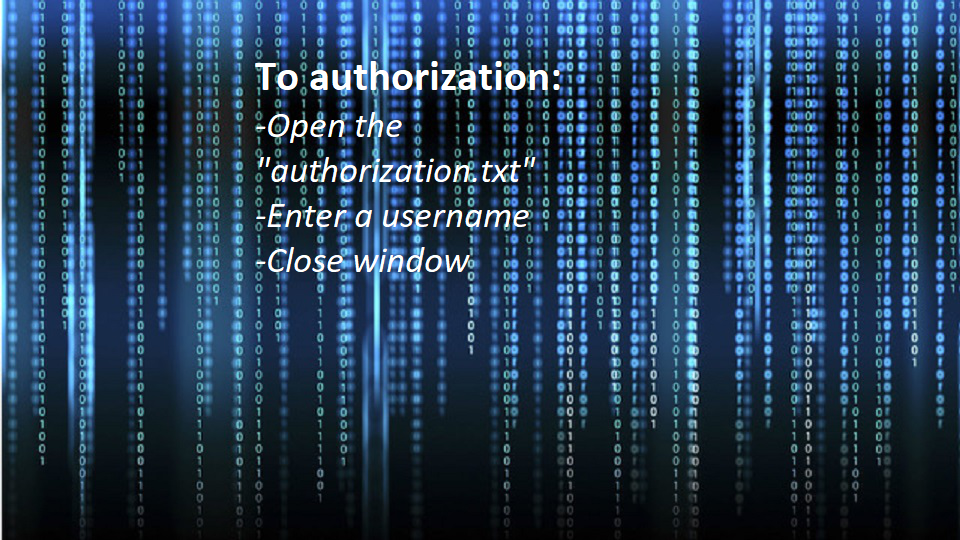 To authorization:
-Open the
"authorization.txt"
-Enter a username
-Close window